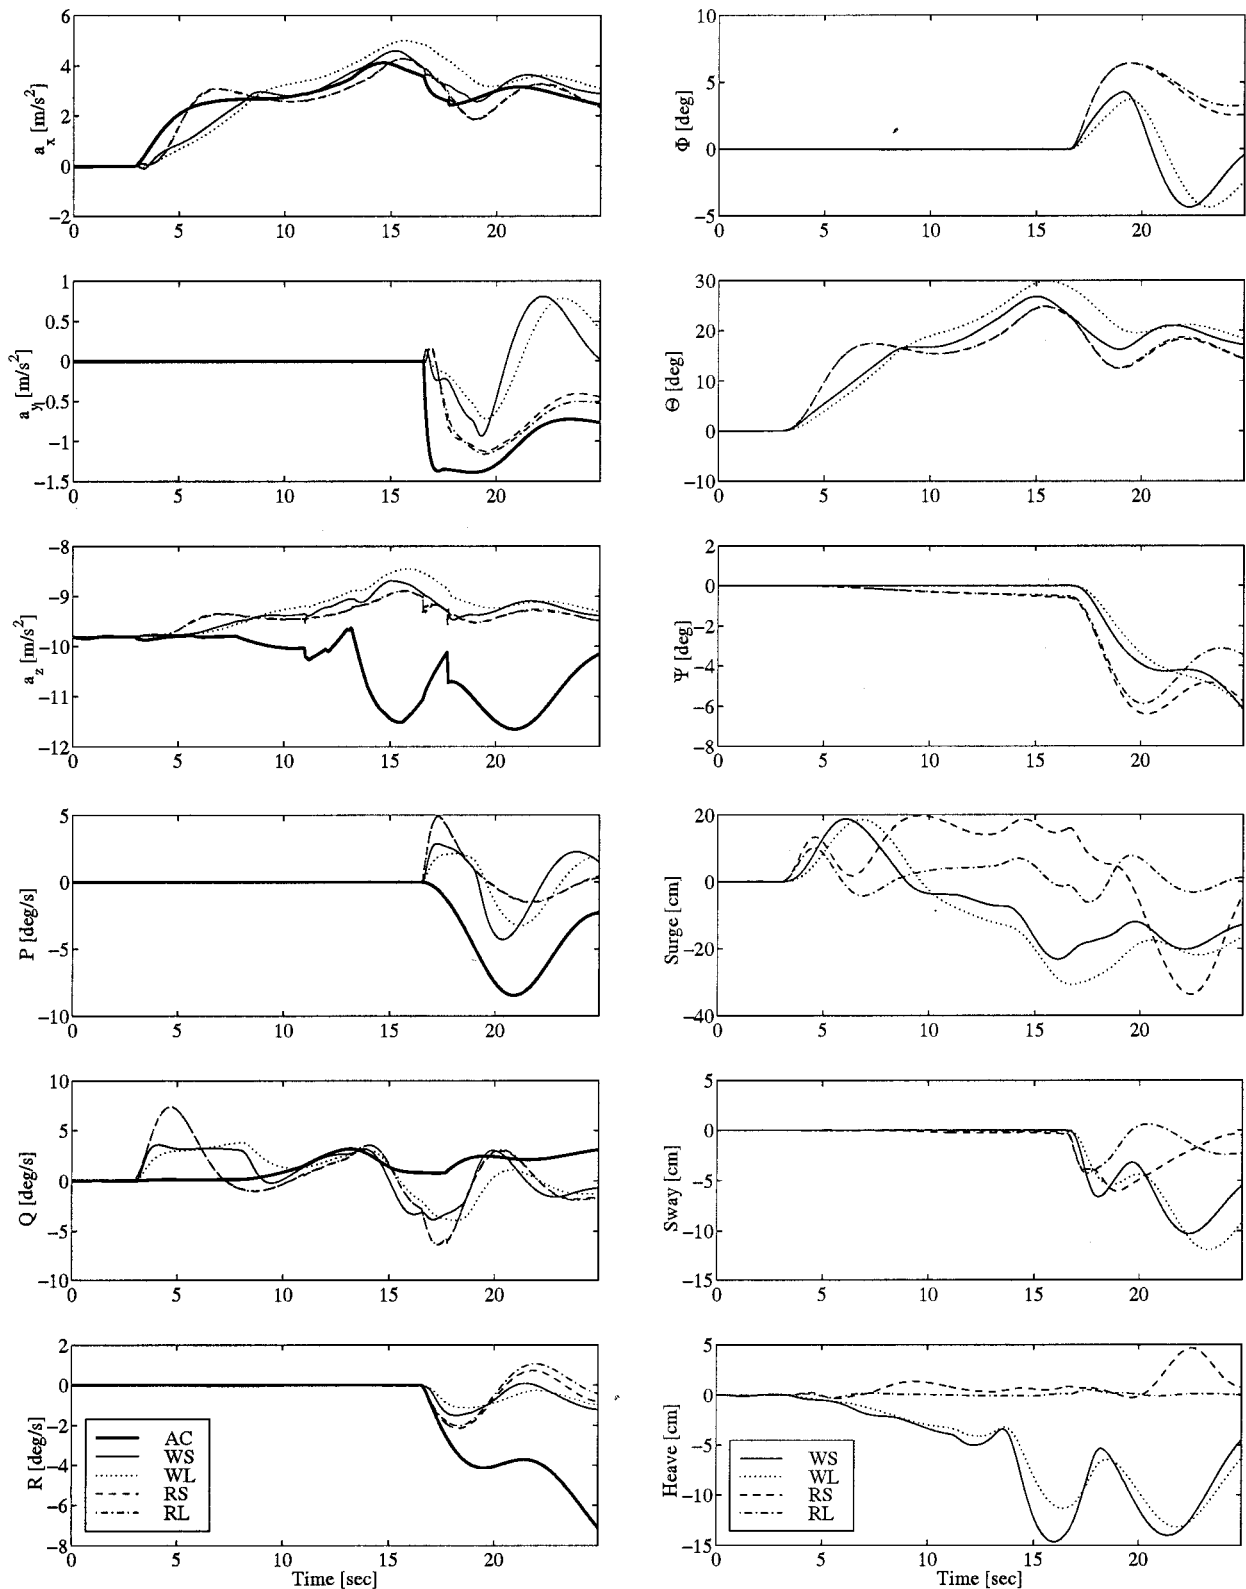 6
4
2
0
−2
a_x [m/s²]
0 5 10 15 20
10
5
0
−5
Φ [deg]
0 5 10 15 20
1
0.5
0
−0.5
−1
−1.5
a_y [m/s²]
0 5 10 15 20
30
20
10
0
−10
Θ [deg]
0 5 10 15 20
−8
−9
−10
−11
−12
a_z [m/s²]
0 5 10 15 20
2
0
−2
−4
−6
−8
Ψ [deg]
0 5 10 15 20
5
0
−5
−10
P [deg/s]
0 5 10 15 20
20
0
−20
−40
Surge [cm]
0 5 10 15 20
10
5
0
−5
−10
Q [deg/s]
0 5 10 15 20
5
0
−5
−10
−15
Sway [cm]
0 5 10 15 20
2
0
−2
−4
−6
−8
R [deg/s]
AC
WS
WL
RS
RL
0 5 10 15 20
Time [sec]
5
0
−5
−10
−15
Heave [cm]
WS
WL
RS
RL
0 5 10 15 20
Time [sec]